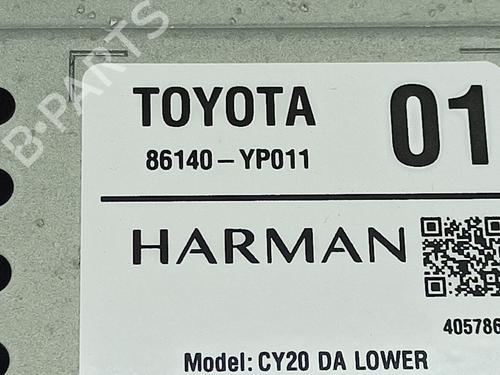 B-PARTS
TOYOTA 01
86140-YP011
HARMAN
405786
Model: CY20 DA LOWER